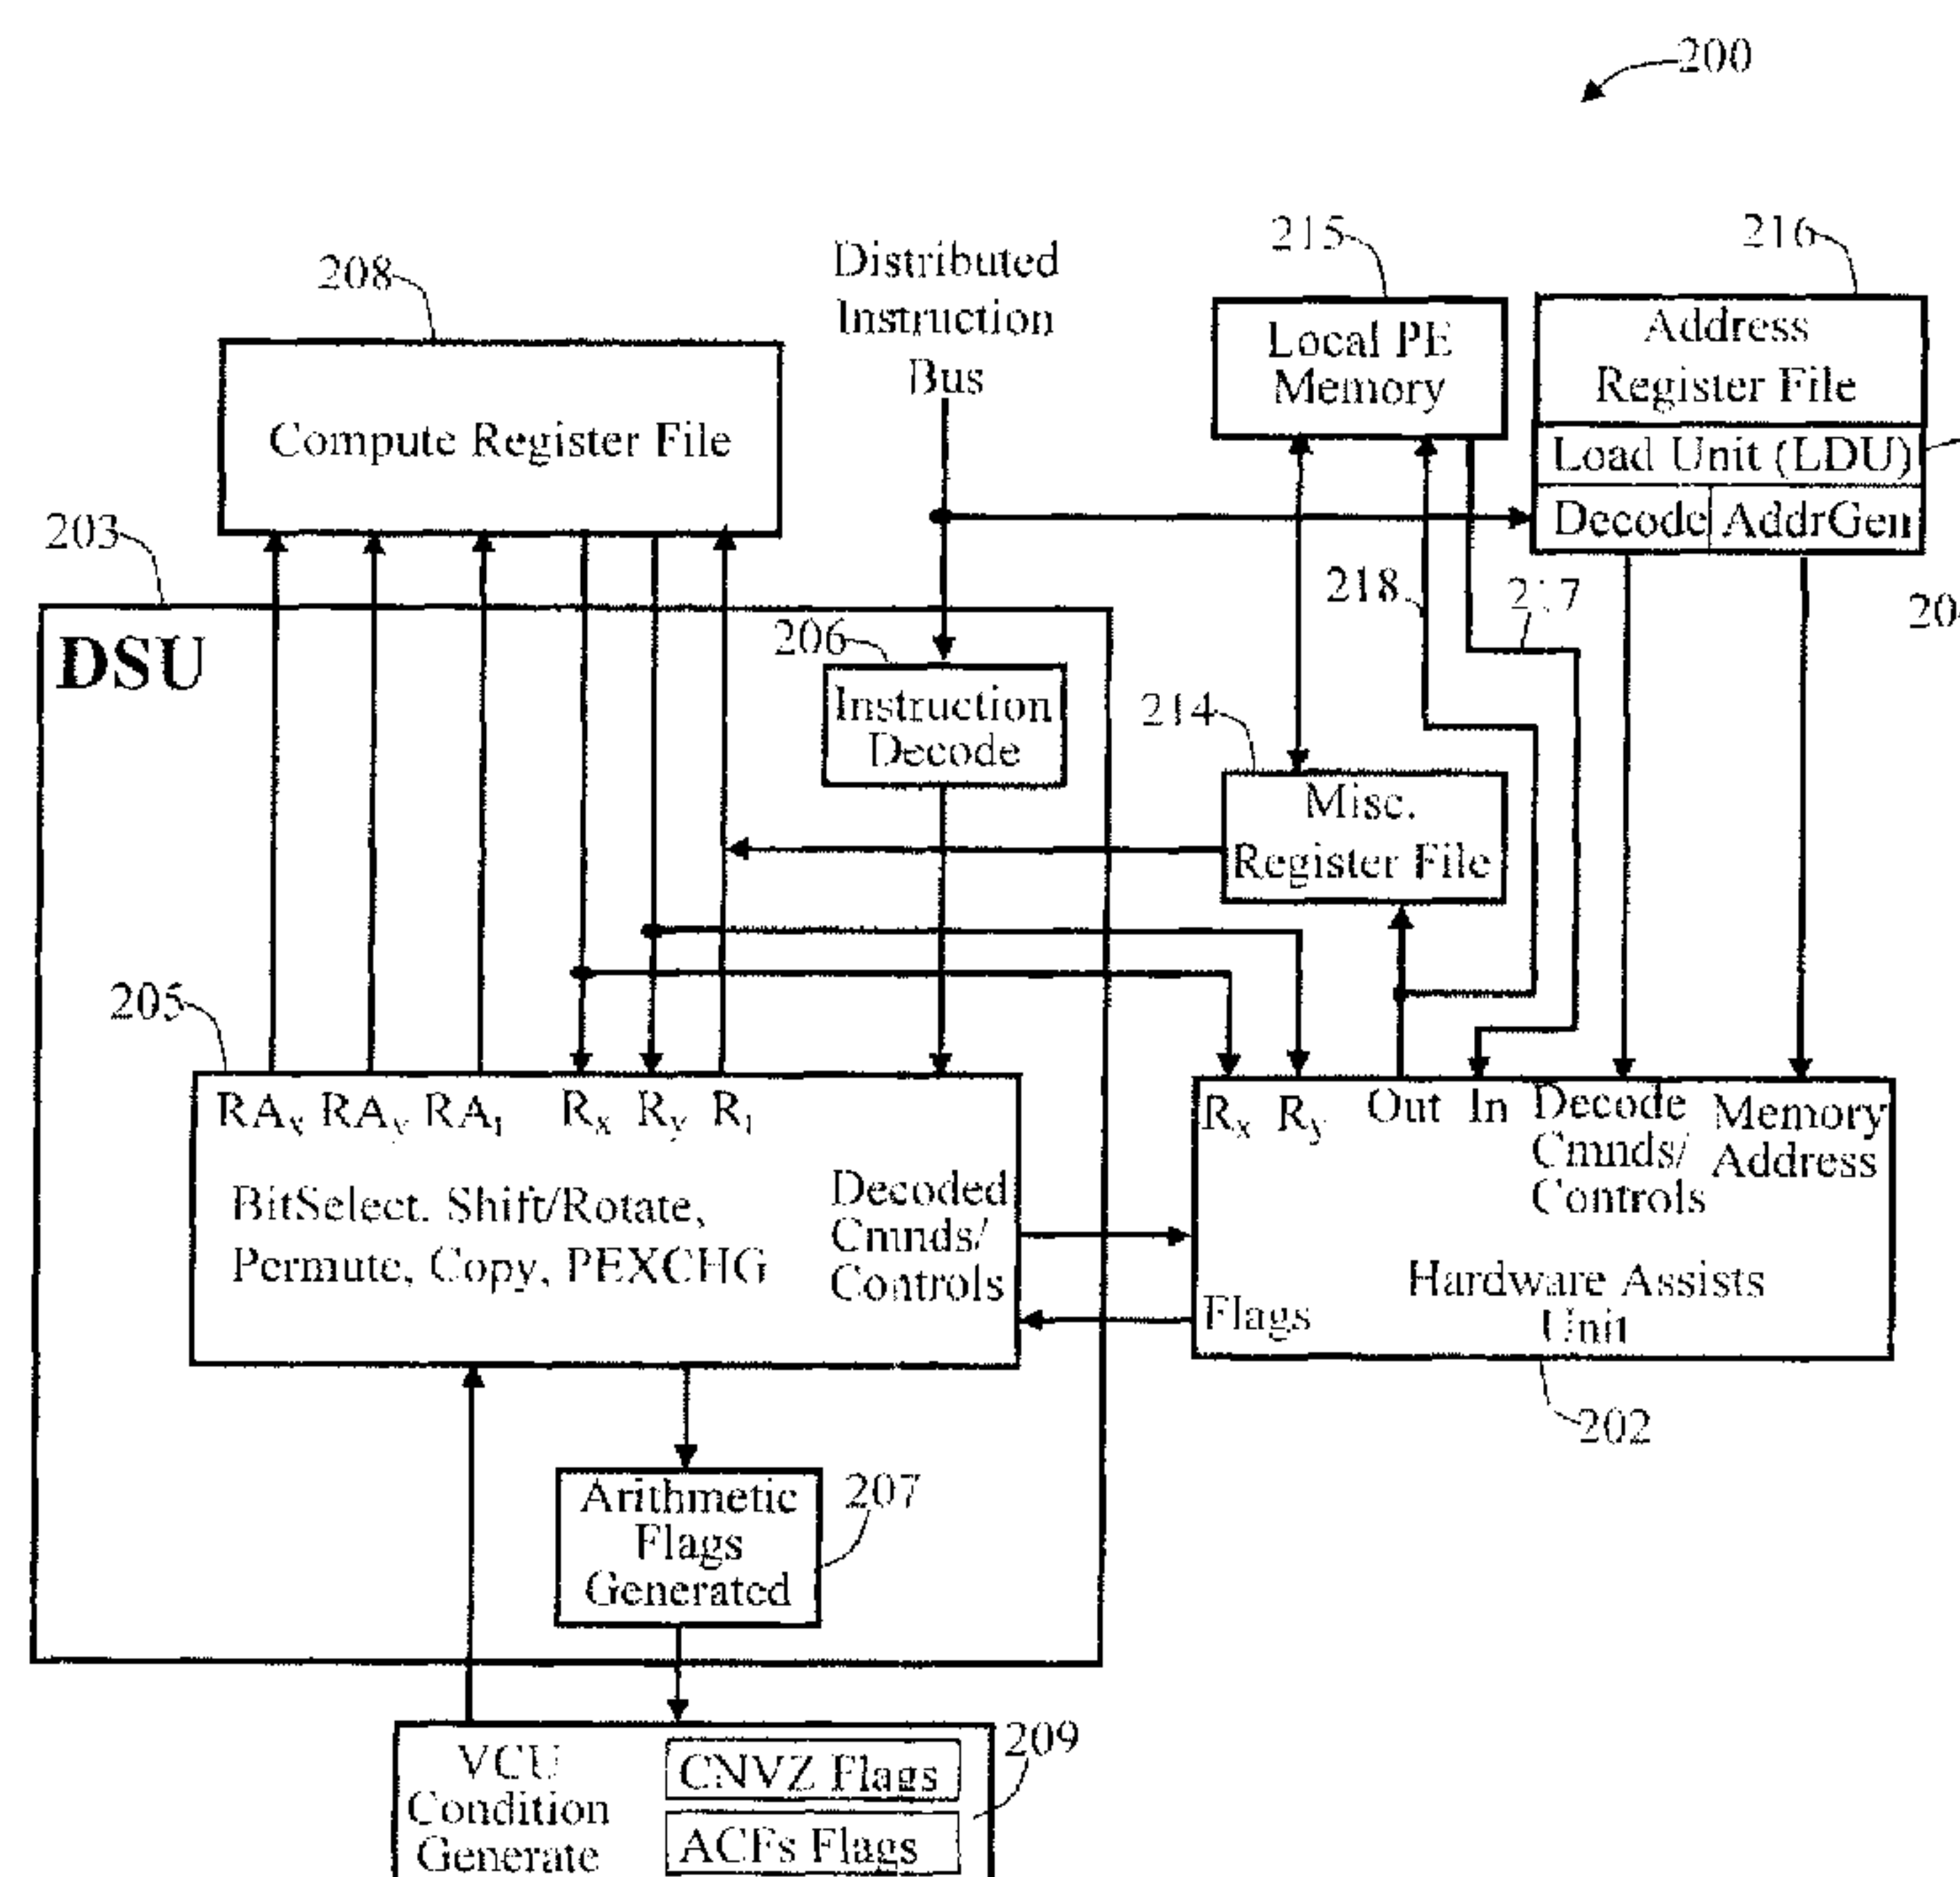 200
215
216
208
Distributed
Instruction
Bus
Local PE
Memory
Address
Register File
Compute Register File
Load Unit (LDU)
Decode AddrGen
203
218
217
204
DSU
206
Instruction
Decode
214
Misc.
Register File
205
RAx RAy RAt Rx Ry Rt
Rx Ry Out In Decode
Cmnds/
Controls
Memory
Address
BitSelect. Shift/Rotate,
Permute, Copy, PEXCHG
Decoded
Cmnds/
Controls
Flags
Hardware Assists
Unit
202
Arithmetic
Flags
Generated
207
VCU
Condition
Generate
CNVZ Flags
ACFs Flags
209